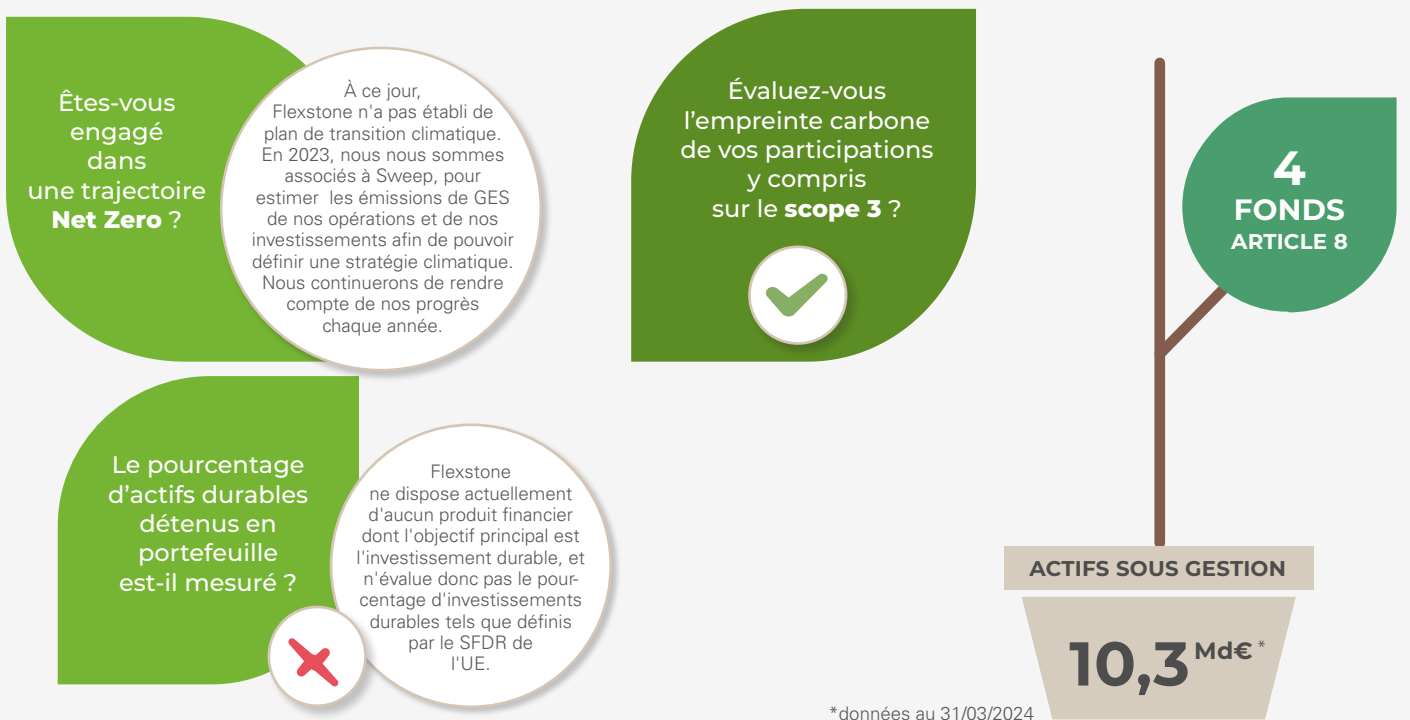 Êtes-vous
engagé
dans
une trajectoire
Net Zero ?
À ce jour,
Flexstone n'a pas établi de
plan de transition climatique.
En 2023, nous nous sommes
associés à Sweep, pour
estimer les émissions de GES
de nos opérations et de nos
investissements afin de pouvoir
définir une stratégie climatique.
Nous continuerons de rendre
compte de nos progrès
chaque année.
Évaluez-vous
l’empreinte carbone
de vos participations
y compris
sur le scope 3 ?
4
FONDS
ARTICLE 8
Le pourcentage
d’actifs durables
détenus en
portefeuille
est-il mesuré ?
Flexstone
ne dispose actuellement
d'aucun produit financier
dont l'objectif principal est
l'investissement durable, et
n'évalue donc pas le pour-
centage d'investissements
durables tels que définis
par le SFDR de
l'UE.
ACTIFS SOUS GESTION
10,3 Md€ *
*données au 31/03/2024